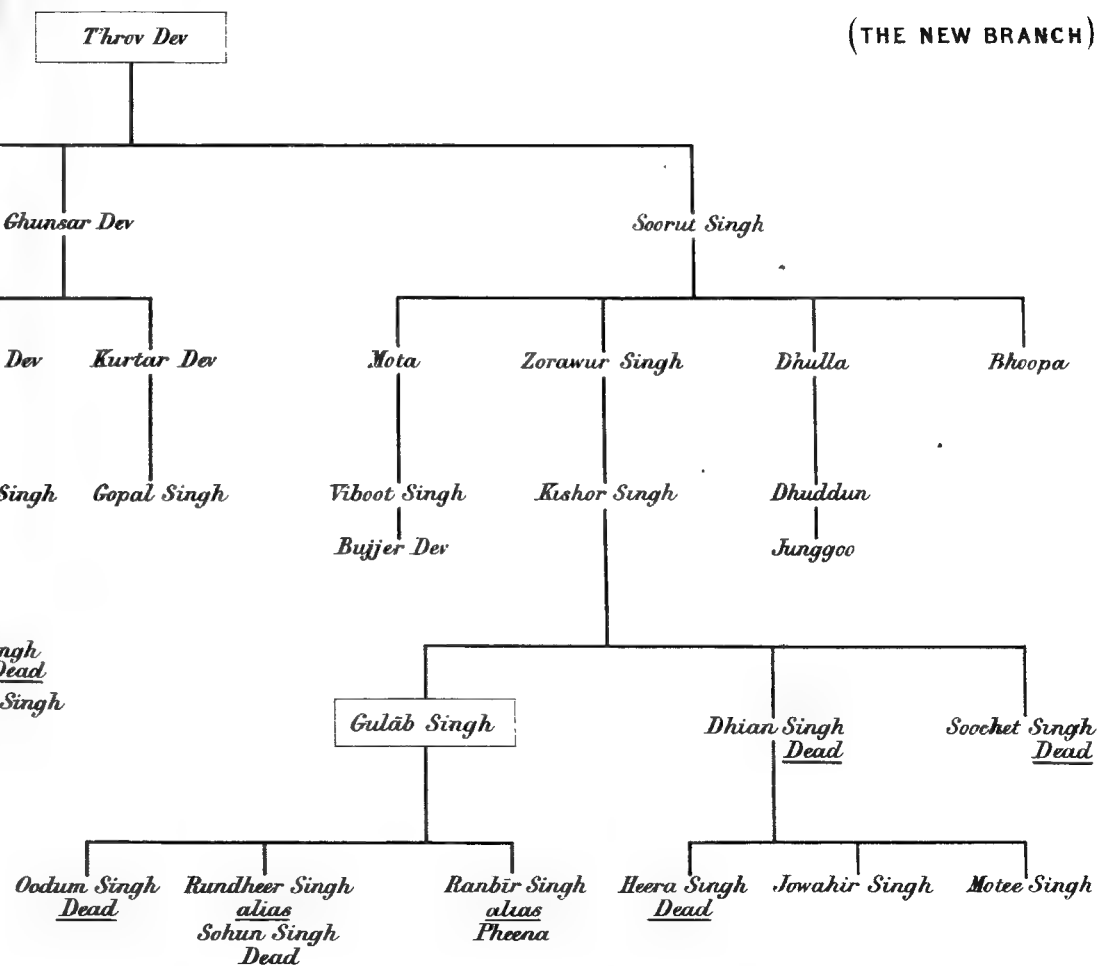 Throv Dev
(THE NEW BRANCH)
Ghunsar Dev
Soorut Singh
Dev
Kurtar Dev
Mota
Zorawur Singh
Dhulla
Bhoopa
Singh
Gopal Singh
Viboot Singh
Kishor Singh
Dhuddun
Bujjer Dev
Junggoo
ngh
Dead
Singh
Gulāb Singh
Dhian Singh
Dead
Soochet Singh
Dead
Oodum Singh
Dead
Rundheer Singh
alias
Sohun Singh
Dead
Ranbīr Singh
alias
Pheena
Heera Singh
Dead
Jowahir Singh
Motee Singh